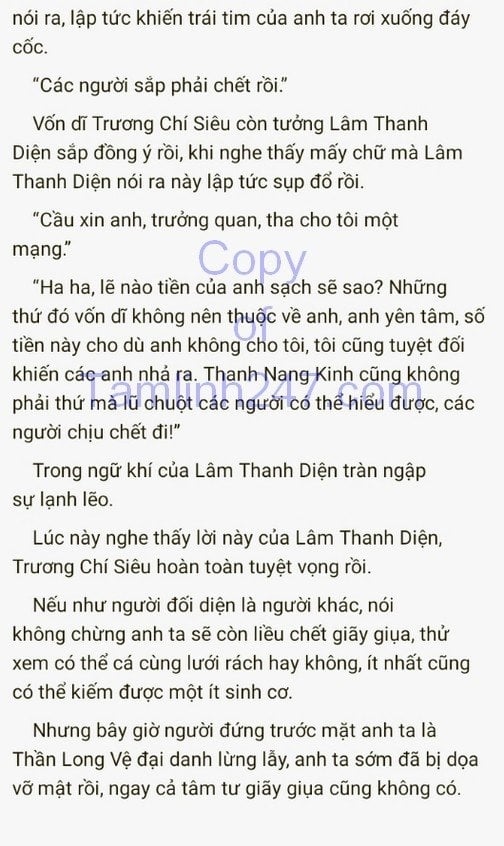 nói ra, lập tức khiến trái tim của anh ta rơi xuống đáy
cốc.
“Các người sắp phải chết rồi.”
Vốn dĩ Trương Chí Siêu còn tưởng Lâm Thanh
Diện sắp đồng ý rồi, khi nghe thấy mấy chữ mà Lâm
Thanh Diện nói ra này lập tức sụp đổ rồi.
“Cầu xin anh, trưởng quan, tha cho tôi một
mạng.”
Copy
“Ha ha, lẽ nào tiền của anh sạch sẽ sao? Những
thứ đó vốn dĩ không nên thuộc về anh, anh yên tâm, số
of
tiền này cho dù anh không cho tôi, tôi cũng tuyệt đối
khiến các anh nhả ra. Thanh Nang Kinh cũng không
Tamlinh247.com
phải thứ mà lũ chuột các người có thể hiểu được, các
người chịu chết đi!”
Trong ngữ khí của Lâm Thanh Diện tràn ngập
sự lạnh lẽo.
Lúc này nghe thấy lời này của Lâm Thanh Diện,
Trương Chí Siêu hoàn toàn tuyệt vọng rồi.
Nếu như người đối diện là người khác, nói
không chừng anh ta sẽ còn liều chết giãy giụa, thử
xem có thể cá cùng lưới rách hay không, ít nhất cũng
có thể kiếm được một ít sinh cơ.
Nhưng bây giờ người đứng trước mặt anh ta là
Thần Long Vệ đại danh lừng lẫy, anh ta sớm đã bị dọa
vỡ mật rồi, ngay cả tâm tư giãy giụa cũng không có.